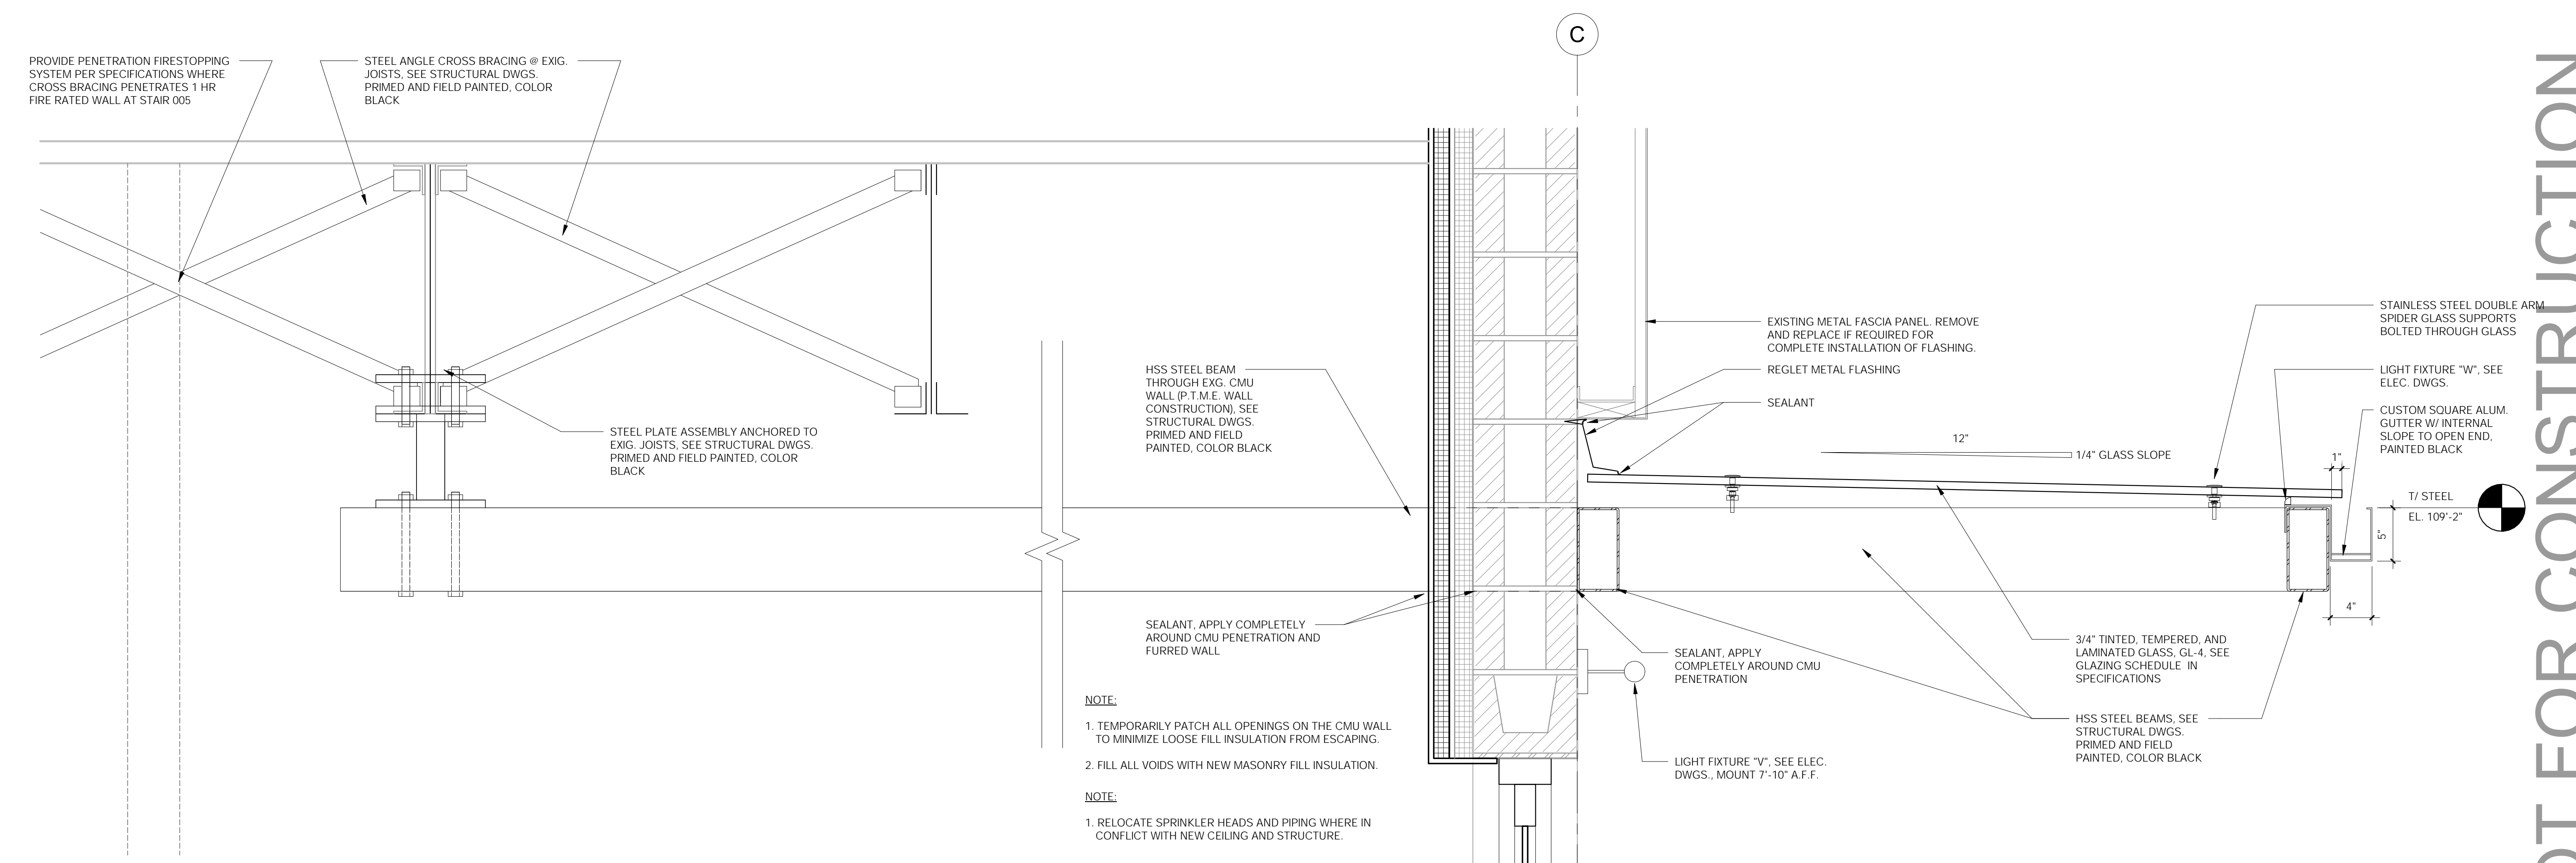 C
PROVIDE PENETRATION FIRESTOPPING
SYSTEM PER SPECIFICATIONS WHERE
CROSS BRACING PENETRATES 1 HR
FIRE RATED WALL AT STAIR 005
STEEL ANGLE CROSS BRACING @ EXIG.
JOISTS, SEE STRUCTURAL DWGS.
PRIMED AND FIELD PAINTED, COLOR
BLACK
STEEL PLATE ASSEMBLY ANCHORED TO
EXIG. JOISTS, SEE STRUCTURAL DWGS.
PRIMED AND FIELD PAINTED, COLOR
BLACK
HSS STEEL BEAM
THROUGH EXG. CMU
WALL (P.T.M.E. WALL
CONSTRUCTION), SEE
STRUCTURAL DWGS.
PRIMED AND FIELD
PAINTED, COLOR BLACK
SEALANT, APPLY COMPLETELY
AROUND CMU PENETRATION AND
FURRED WALL
NOTE:
1. TEMPORARILY PATCH ALL OPENINGS ON THE CMU WALL
TO MINIMIZE LOOSE FILL INSULATION FROM ESCAPING.
2. FILL ALL VOIDS WITH NEW MASONRY FILL INSULATION.
NOTE:
1. RELOCATE SPRINKLER HEADS AND PIPING WHERE IN
CONFLICT WITH NEW CEILING AND STRUCTURE.
EXISTING METAL FASCIA PANEL. REMOVE
AND REPLACE IF REQUIRED FOR
COMPLETE INSTALLATION OF FLASHING.
REGLET METAL FLASHING
SEALANT
12"
1/4" GLASS SLOPE
SEALANT, APPLY
COMPLETELY AROUND CMU
PENETRATION
LIGHT FIXTURE "V", SEE ELEC.
DWGS., MOUNT 7'-10" A.F.F.
STAINLESS STEEL DOUBLE ARM
SPIDER GLASS SUPPORTS
BOLTED THROUGH GLASS
LIGHT FIXTURE "W", SEE
ELEC. DWGS.
CUSTOM SQUARE ALUM.
GUTTER W/ INTERNAL
SLOPE TO OPEN END,
PAINTED BLACK
1"
T/ STEEL
EL. 109'-2"
5"
4"
3/4" TINTED, TEMPERED, AND
LAMINATED GLASS, GL-4, SEE
GLAZING SCHEDULE IN
SPECIFICATIONS
HSS STEEL BEAMS, SEE
STRUCTURAL DWGS.
PRIMED AND FIELD
PAINTED, COLOR BLACK
OT FOR CONSTRUCTION